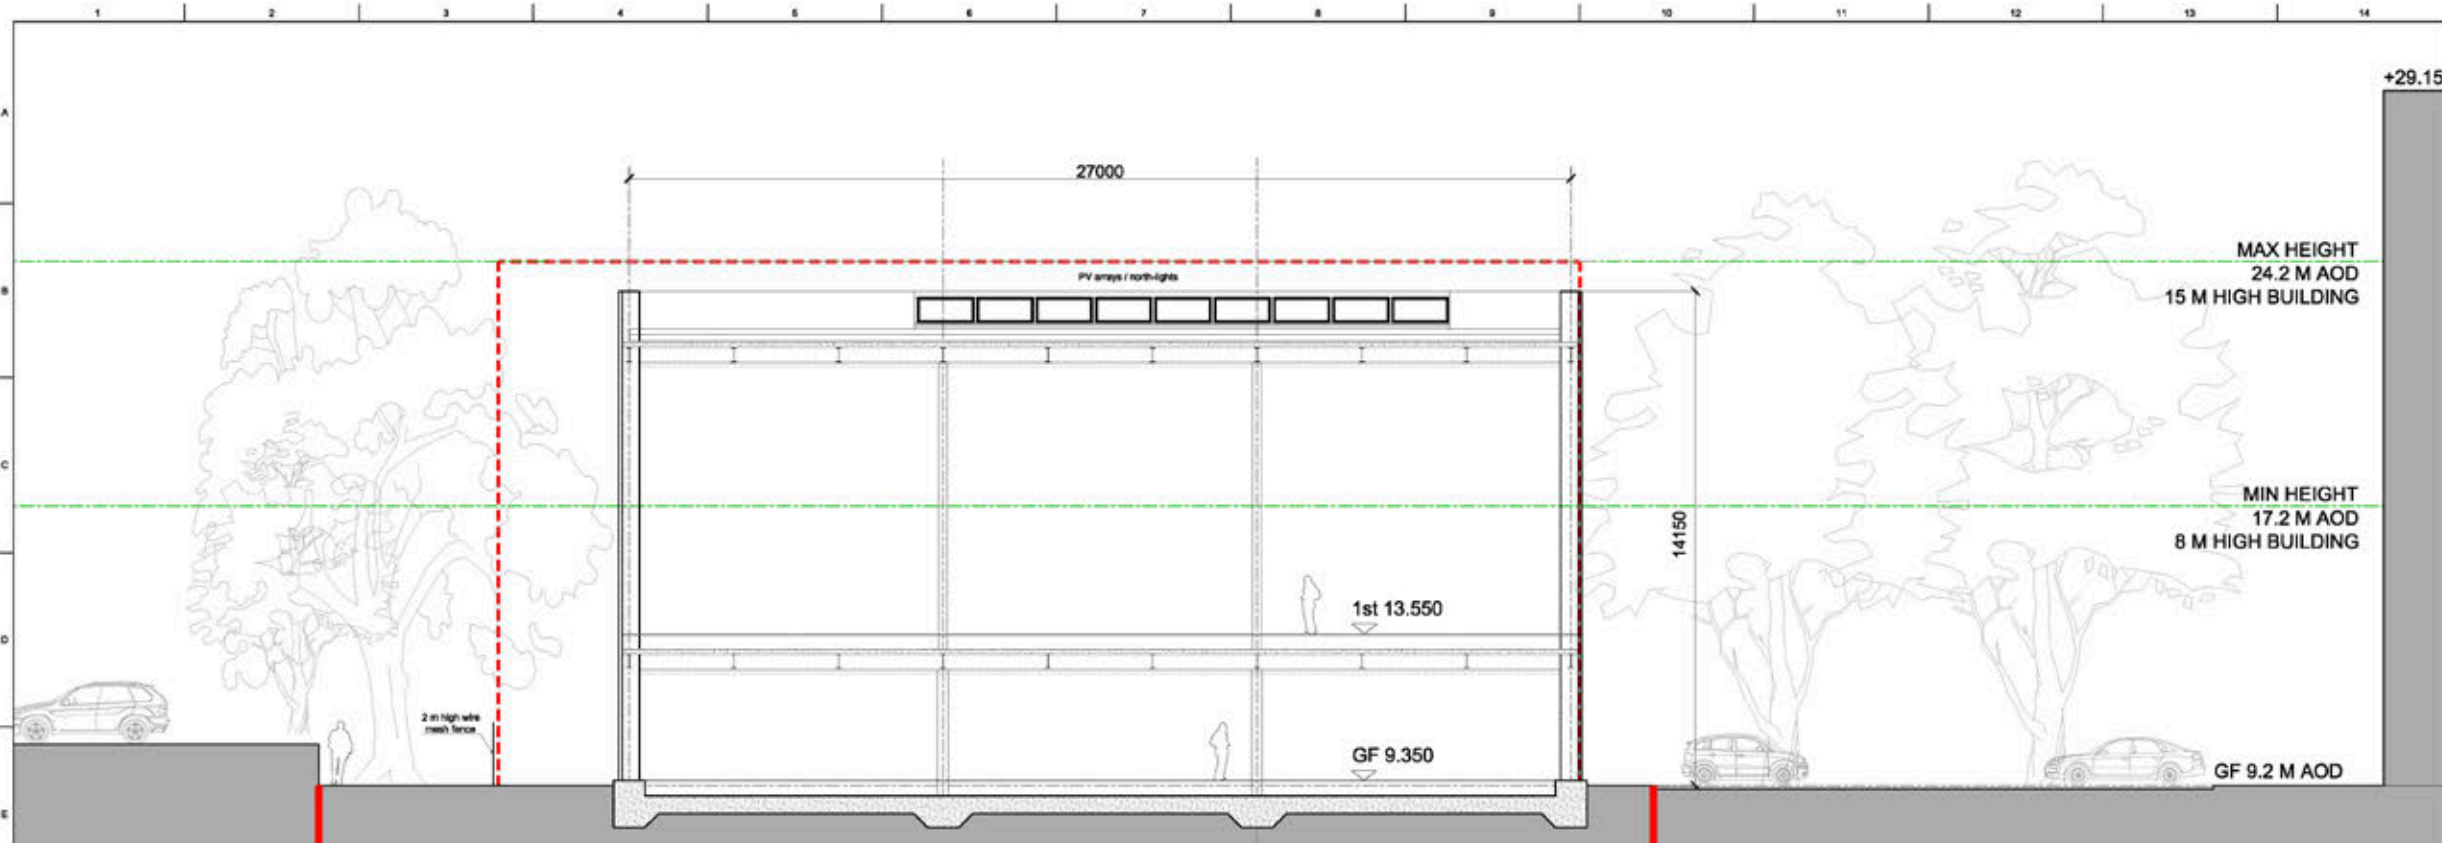 1 2 3 4 5 6 7 8 9 10 11 12 13 14
+29.15
A
27000
MAX HEIGHT
24.2 M AOD
15 M HIGH BUILDING
PV arrays / north-lights
B
C
MIN HEIGHT
17.2 M AOD
8 M HIGH BUILDING
14150
1st 13.550
D
2 m high wire
mesh fence
GF 9.350
GF 9.2 M AOD
E